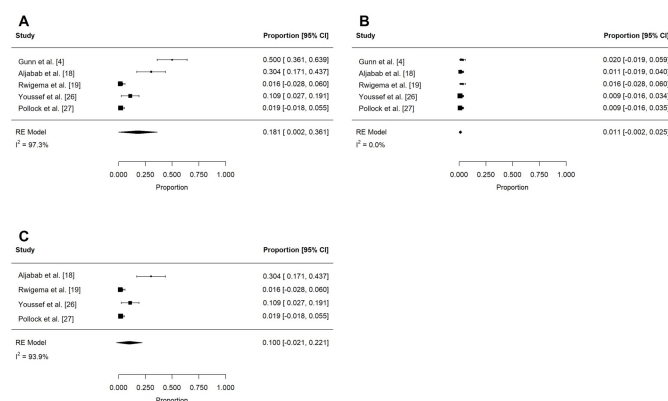 A
Study Proportion [95% CI]
Gunn et al. [4] 0.500 [ 0.361, 0.639]
Aljabab et al. [18] 0.304 [ 0.171, 0.437]
Rwigema et al. [19] 0.016 [-0.028, 0.060]
Youssef et al. [26] 0.109 [ 0.027, 0.191]
Pollock et al. [27] 0.019 [-0.018, 0.055]
RE Model 0.181 [ 0.002, 0.361]
I² = 97.3%
0.000 0.250 0.500 0.750 1.000
Proportion
B
Study Proportion [95% CI]
Gunn et al. [4] 0.020 [-0.019, 0.059]
Aljabab et al. [18] 0.011 [-0.019, 0.040]
Rwigema et al. [19] 0.016 [-0.028, 0.060]
Youssef et al. [26] 0.009 [-0.016, 0.034]
Pollock et al. [27] 0.009 [-0.016, 0.035]
RE Model 0.011 [-0.002, 0.025]
I² = 0.0%
0.000 0.250 0.500 0.750 1.000
Proportion
C
Study Proportion [95% CI]
Aljabab et al. [18] 0.304 [ 0.171, 0.437]
Rwigema et al. [19] 0.016 [-0.028, 0.060]
Youssef et al. [26] 0.109 [ 0.027, 0.191]
Pollock et al. [27] 0.019 [-0.018, 0.055]
RE Model 0.100 [-0.021, 0.221]
I² = 93.9%
0.000 0.250 0.500 0.750 1.000
Proportion